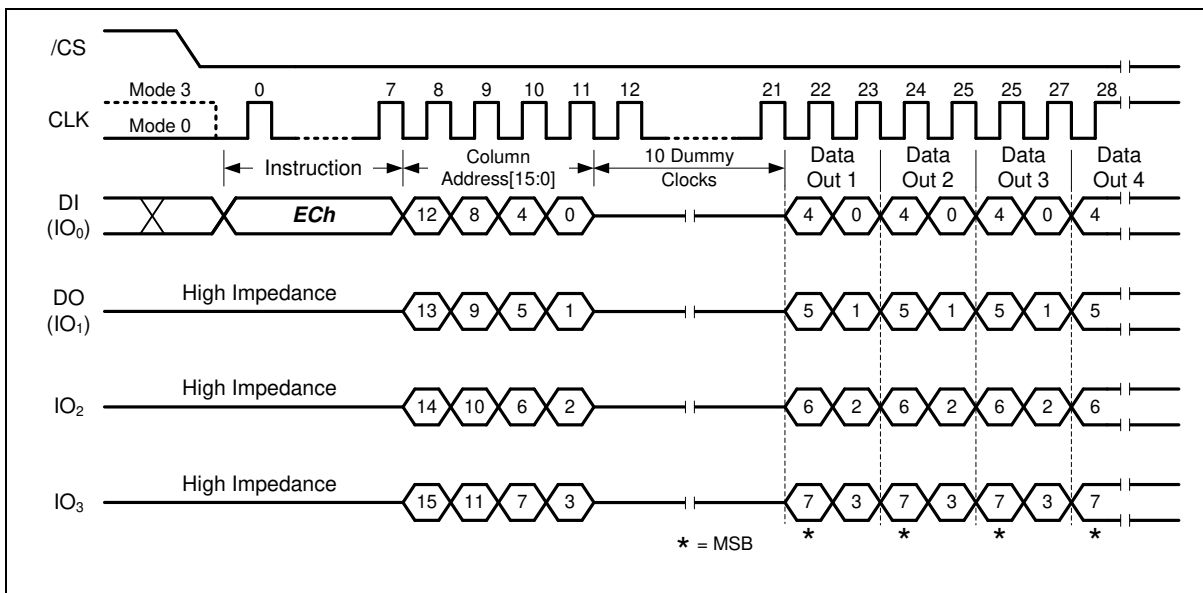 /CS
Mode 3 0 7 8 9 10 11 12 21 22 23 24 25 25 27 28
CLK
Mode 0
Instruction Column Address[15:0] 10 Dummy Clocks Data Out 1 Data Out 2 Data Out 3 Data Out 4
DI
(IO₀)
ECh 12 8 4 0 4 0 4 0 4 0 4
High Impedance
DO
(IO₁)
13 9 5 1 5 1 5 1 5 1 5
High Impedance
IO₂ 14 10 6 2 6 2 6 2 6 2 6
High Impedance
IO₃ 15 11 7 3 7 3 7 3 7 3 7
* = MSB * * * *